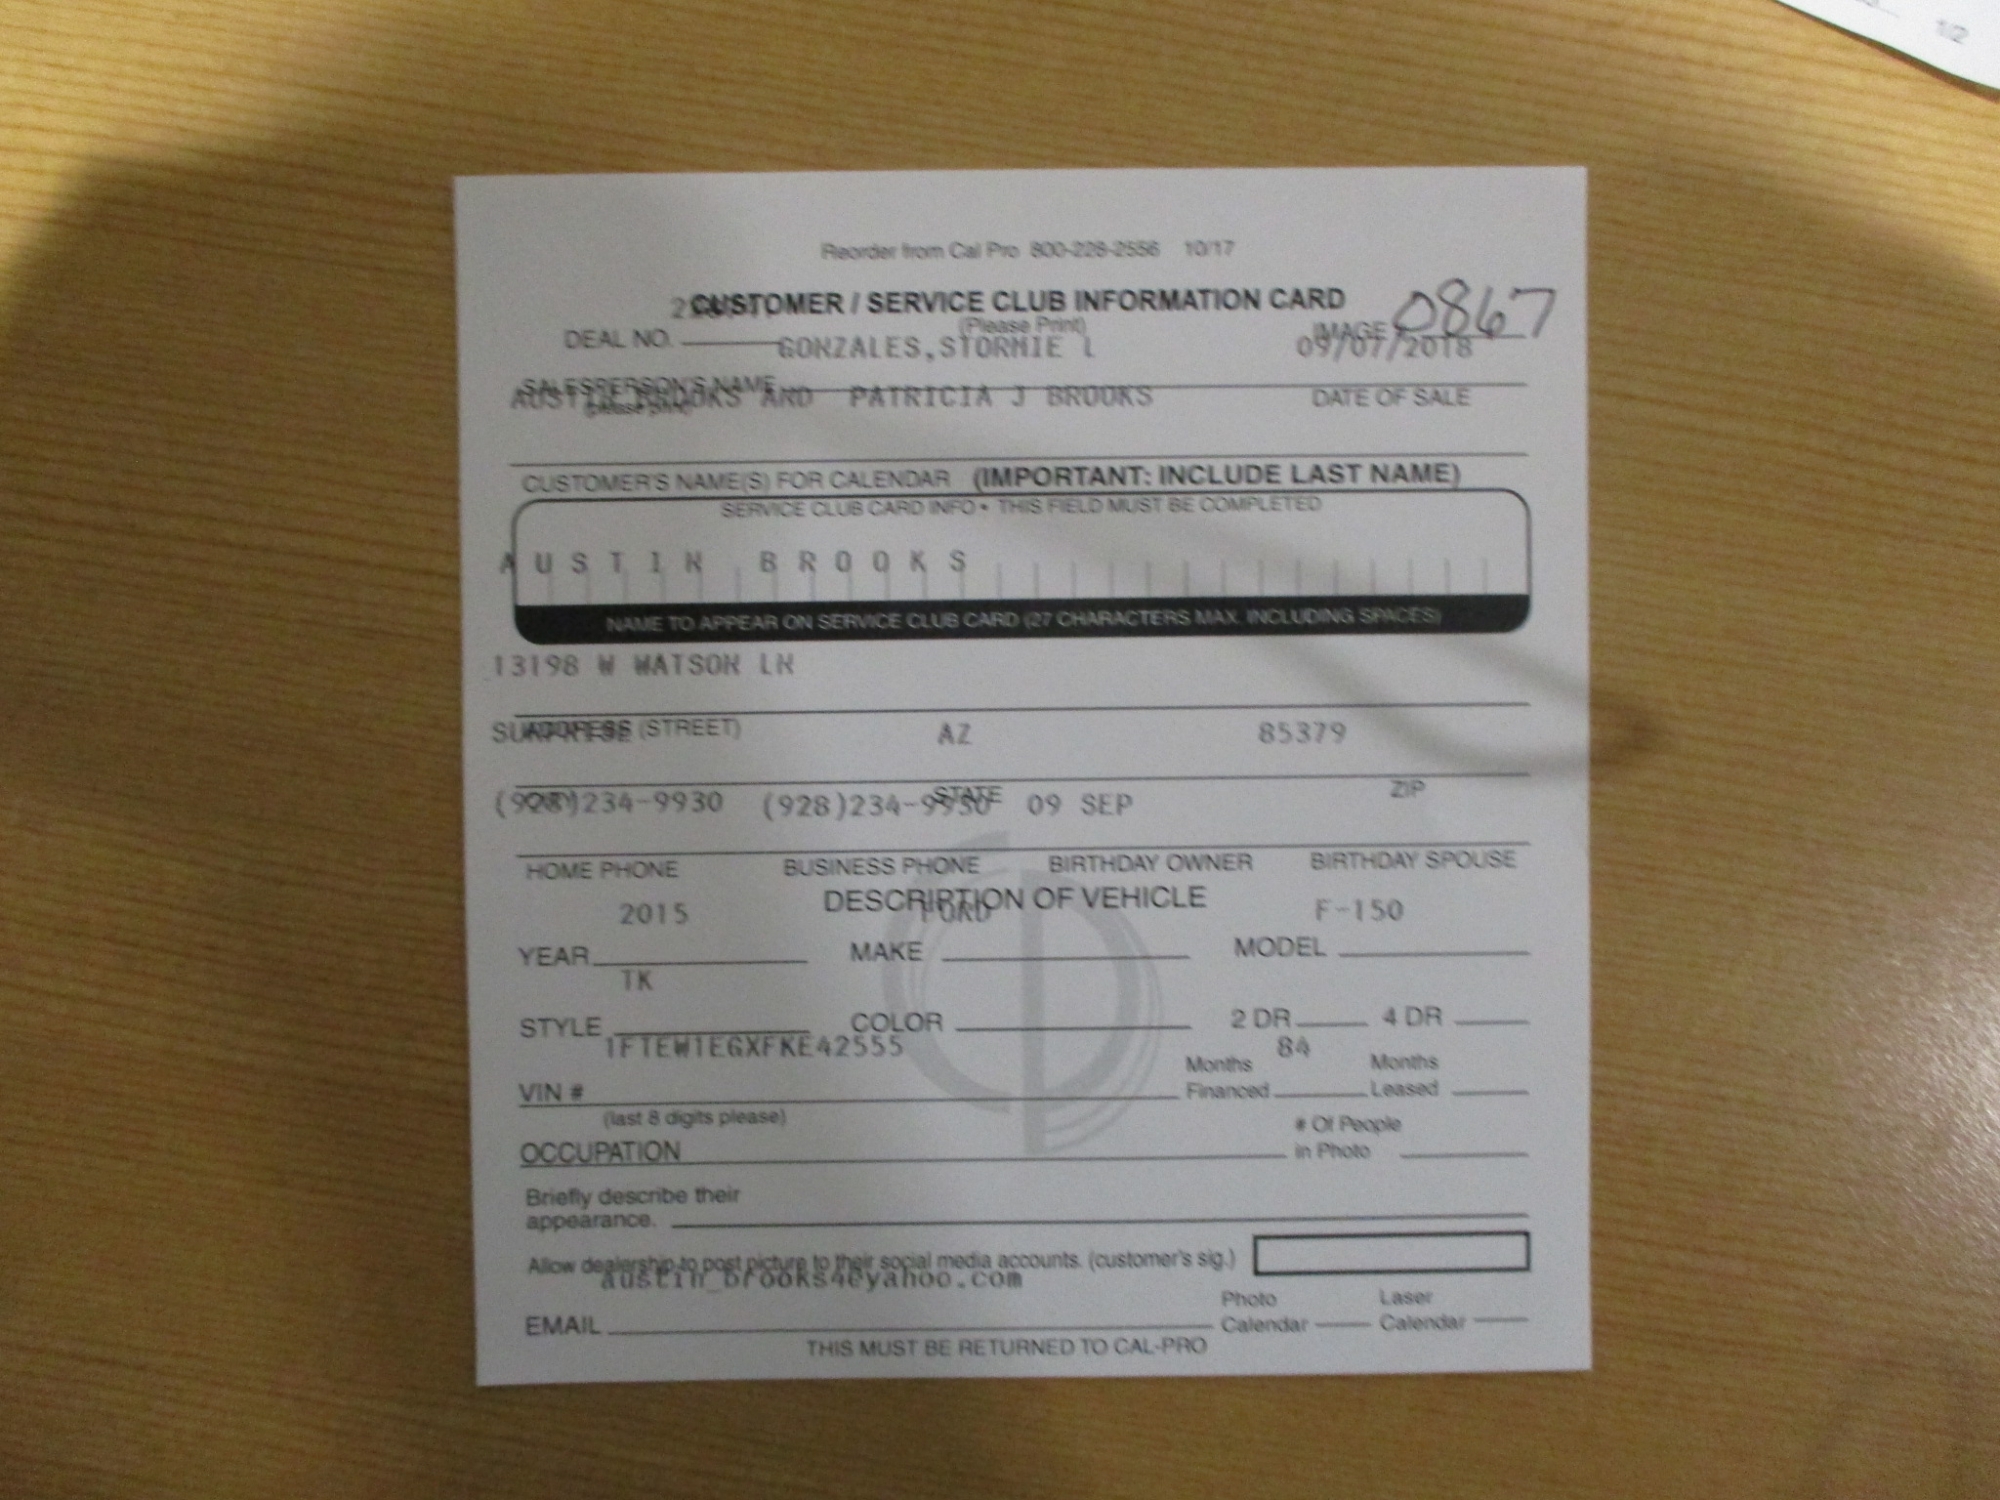 1/2
Reorder from Cal Pro 800-228-2556 10/17
CUSTOMER / SERVICE CLUB INFORMATION CARD
(Please Print)
DEAL NO. GONZALES,STORMIE L IMAGE # 0867
09/07/2018
SALESPERSON'S NAME
(please print)
AUSTIN BROOKS AND PATRICIA J BROOKS DATE OF SALE
CUSTOMER'S NAME(S) FOR CALENDAR (IMPORTANT: INCLUDE LAST NAME)
SERVICE CLUB CARD INFO • THIS FIELD MUST BE COMPLETED
AUSTIN BROOKS
NAME TO APPEAR ON SERVICE CLUB CARD (27 CHARACTERS MAX. INCLUDING SPACES)
13198 W WATSON LN
ADDRESS (STREET)
SURPRISE AZ 85379
CITY STATE ZIP
(928)234-9930 (928)234-9930 09 SEP
HOME PHONE BUSINESS PHONE BIRTHDAY OWNER BIRTHDAY SPOUSE
DESCRIPTION OF VEHICLE
2015 FORD F-150
YEAR MAKE MODEL
TK
STYLE COLOR 2 DR 4 DR
1FTEW1EGXFKE42555 84
VIN # Months Financed Months Leased
(last 8 digits please)
OCCUPATION # Of People in Photo
Briefly describe their
appearance.
Allow dealership to post picture to their social media accounts. (customer's sig.)
austin_brooks4@yahoo.com
EMAIL Photo Calendar Laser Calendar
THIS MUST BE RETURNED TO CAL-PRO